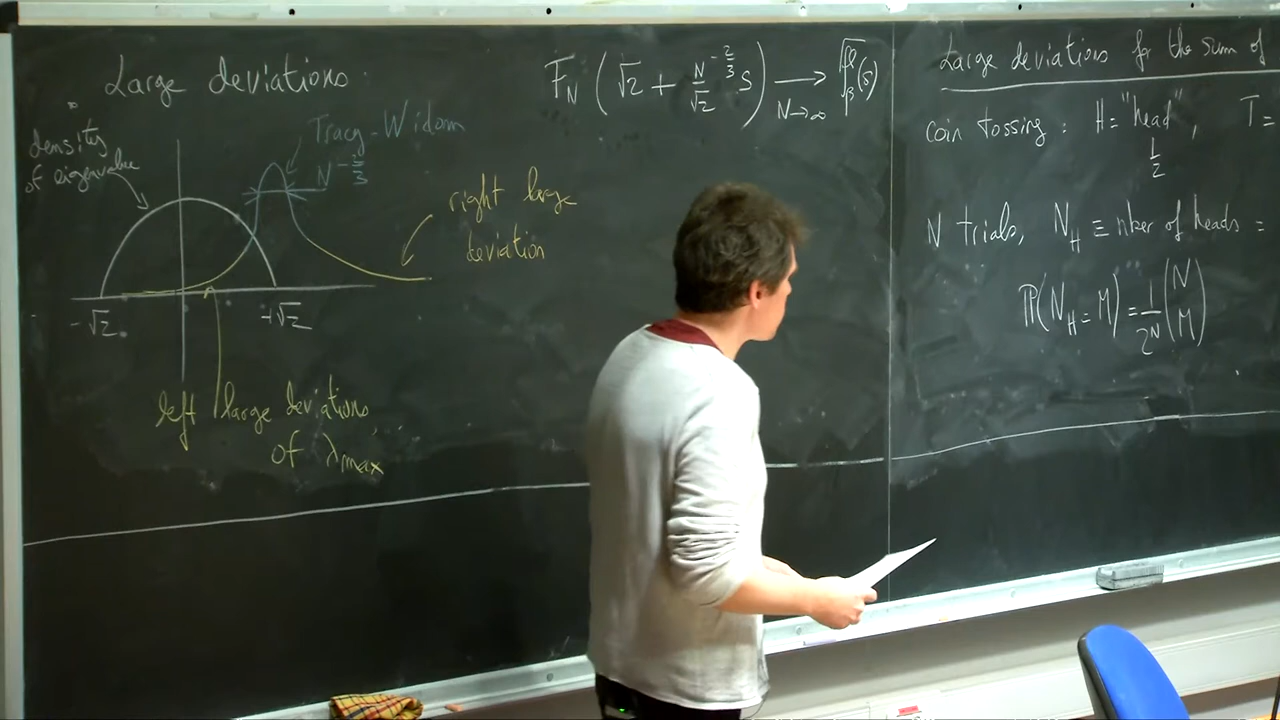 Large deviations.
density
of eigenvalue
Tracy-Widom
N^{-2/3}
right large
deviation
-√2
+√2
left large deviations
of λmax
F_N (√2 + N^{-2/3}/√2 s) → N→∞ F_β(s)
Large deviations for the sum of
coin tossing : H = "head", T =
1/2
N trials, N_H ≡ nber of heads =
P(N_H = M) = 1/2^N (N M)